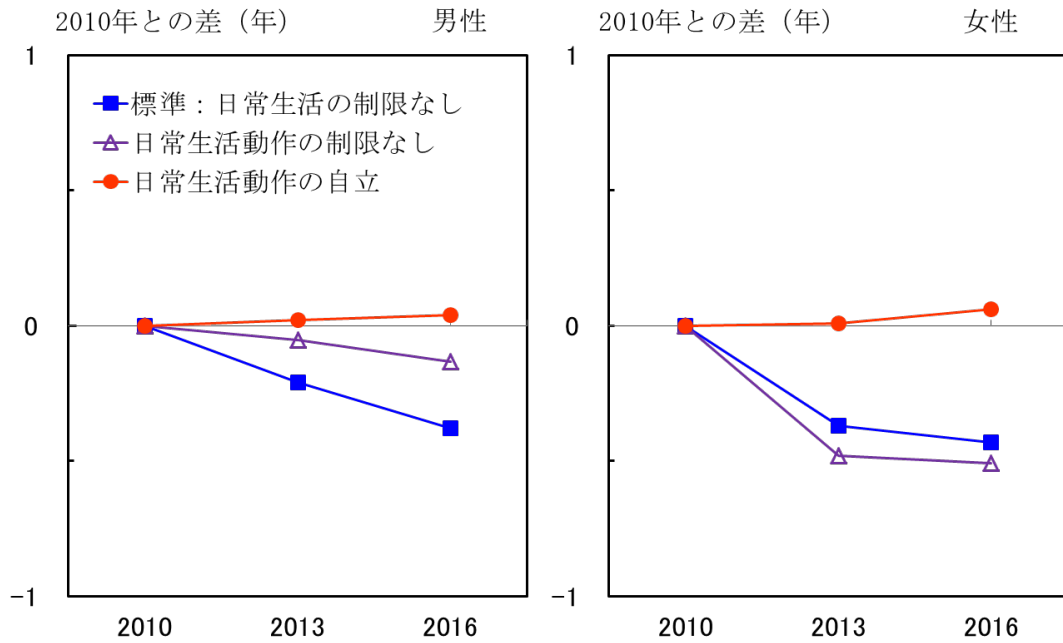 2010年との差（年） 男性
1
標準：日常生活の制限なし
日常生活動作の制限なし
日常生活動作の自立
0
−1
2010 2013 2016
2010年との差（年） 女性
1
0
−1
2010 2013 2016